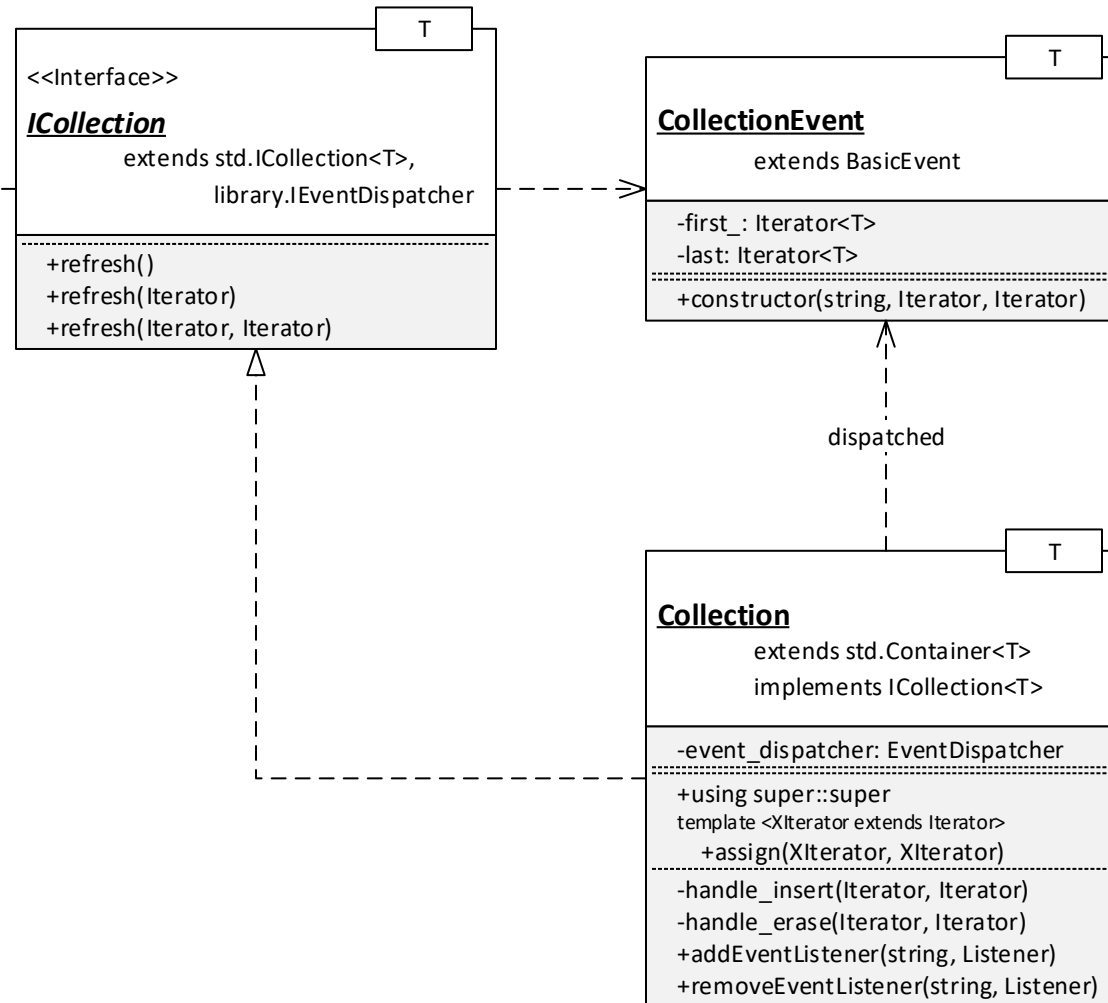 T
<<Interface>>
ICollection
extends std.ICollection<T>,
library.IEventDispatcher
+refresh()
+refresh(Iterator)
+refresh(Iterator, Iterator)
T
CollectionEvent
extends BasicEvent
-first_: Iterator<T>
-last: Iterator<T>
+constructor(string, Iterator, Iterator)
dispatched
T
Collection
extends std.Container<T>
implements ICollection<T>
-event_dispatcher: EventDispatcher
+using super::super
template <XIterator extends Iterator>
+assign(XIterator, XIterator)
-handle_insert(Iterator, Iterator)
-handle_erase(Iterator, Iterator)
+addEventListener(string, Listener)
+removeEventListener(string, Listener)